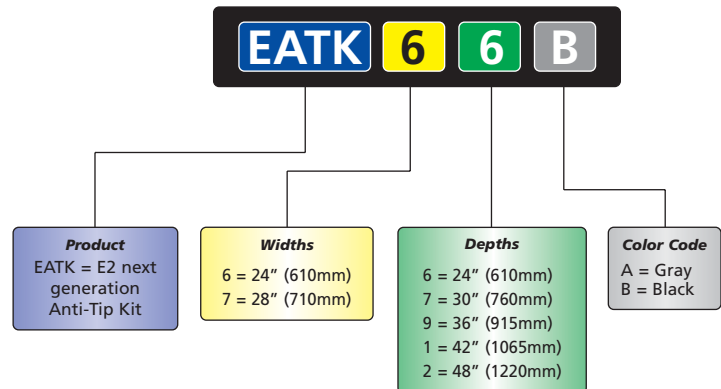 EATK 6 6 B
Product
EATK = E2 next
generation
Anti-Tip Kit
Widths
6 = 24” (610mm)
7 = 28” (710mm)
Depths
6 = 24” (610mm)
7 = 30” (760mm)
9 = 36” (915mm)
1 = 42” (1065mm)
2 = 48” (1220mm)
Color Code
A = Gray
B = Black